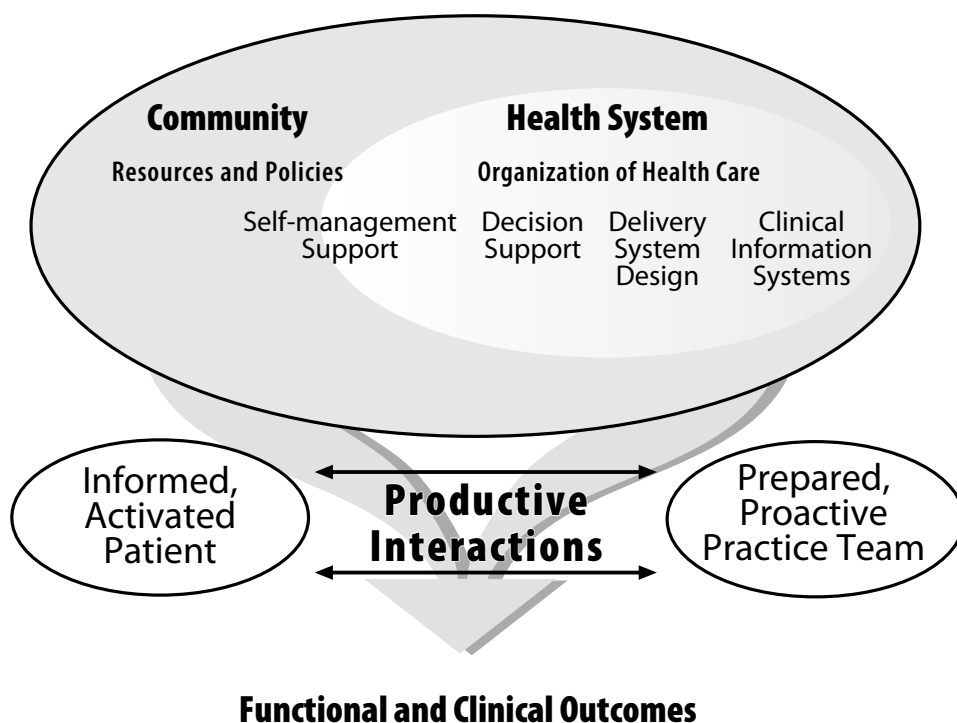 Community
Health System
Resources and Policies
Organization of Health Care
Self-management
Support
Decision
Support
Delivery
System
Design
Clinical
Information
Systems
Informed,
Activated
Patient
Productive
Interactions
Prepared,
Proactive
Practice Team
Functional and Clinical Outcomes